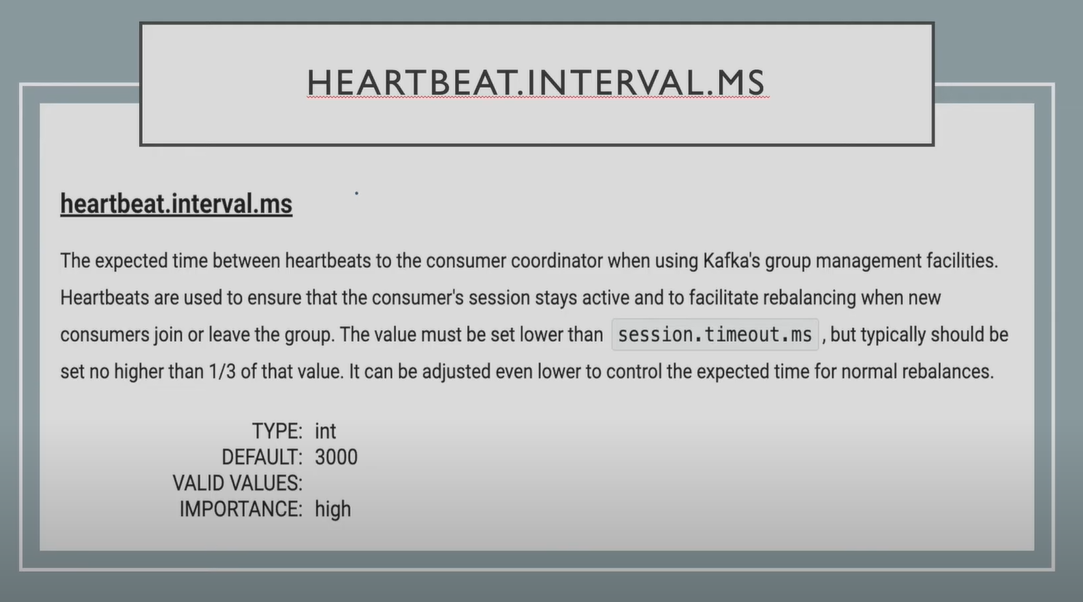 HEARTBEAT.INTERVAL.MS
heartbeat.interval.ms
The expected time between heartbeats to the consumer coordinator when using Kafka's group management facilities.
Heartbeats are used to ensure that the consumer's session stays active and to facilitate rebalancing when new
consumers join or leave the group. The value must be set lower than session.timeout.ms , but typically should be
set no higher than 1/3 of that value. It can be adjusted even lower to control the expected time for normal rebalances.
TYPE: int
DEFAULT: 3000
VALID VALUES:
IMPORTANCE: high